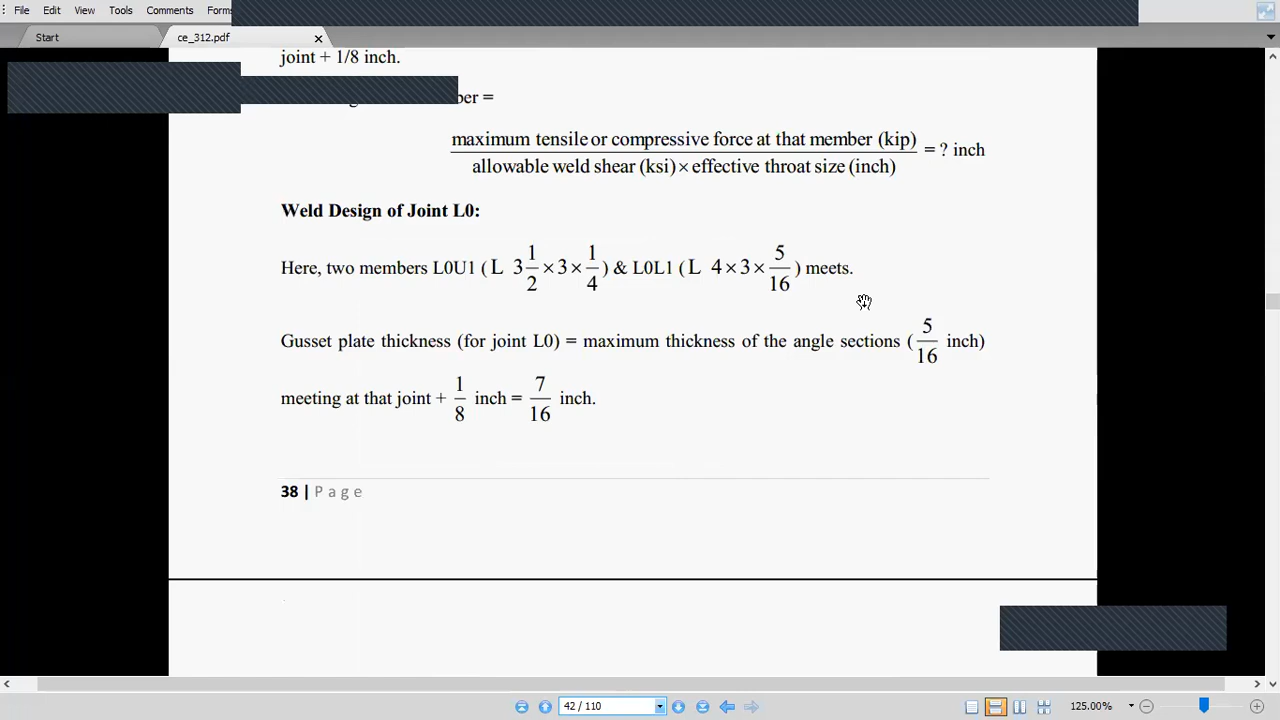 File Edit View Tools Comments Forms
Start ce_312.pdf
joint + 1/8 inch.
=
maximum tensile or compressive force at that member (kip) / allowable weld shear (ksi) × effective throat size (inch) = ? inch
Weld Design of Joint L0:
Here, two members L0U1 ( L 3 1/2 × 3 × 1/4 ) & L0L1 ( L 4 × 3 × 5/16 ) meets.
Gusset plate thickness (for joint L0) = maximum thickness of the angle sections ( 5/16 inch)
meeting at that joint + 1/8 inch = 7/16 inch.
38 | Page
42 / 110 125.00%